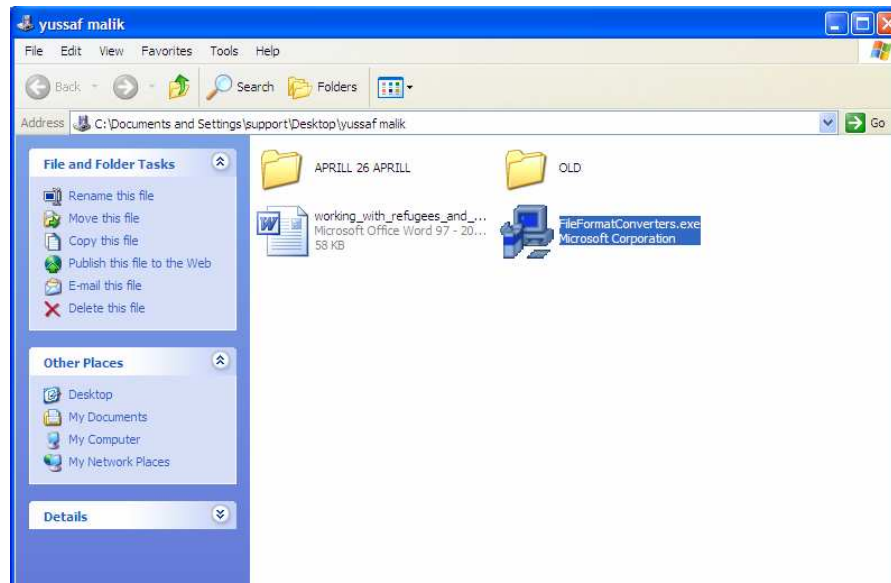 yussaf malik
File Edit View Favorites Tools Help
Back Search Folders
Address C:\Documents and Settings\support\Desktop\yussaf malik Go
File and Folder Tasks
Rename this file
Move this file
Copy this file
Publish this file to the Web
E-mail this file
Delete this file
Other Places
Desktop
My Documents
My Computer
My Network Places
Details
APRILL 26 APRILL
OLD
working_with_refugees_and_...
Microsoft Office Word 97 - 20...
58 KB
FileFormatConverters.exe
Microsoft Corporation